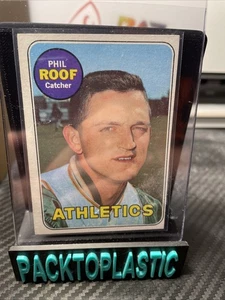 PHIL
ROOF
Catcher
ATHLETICS
PACKTOPLASTIC